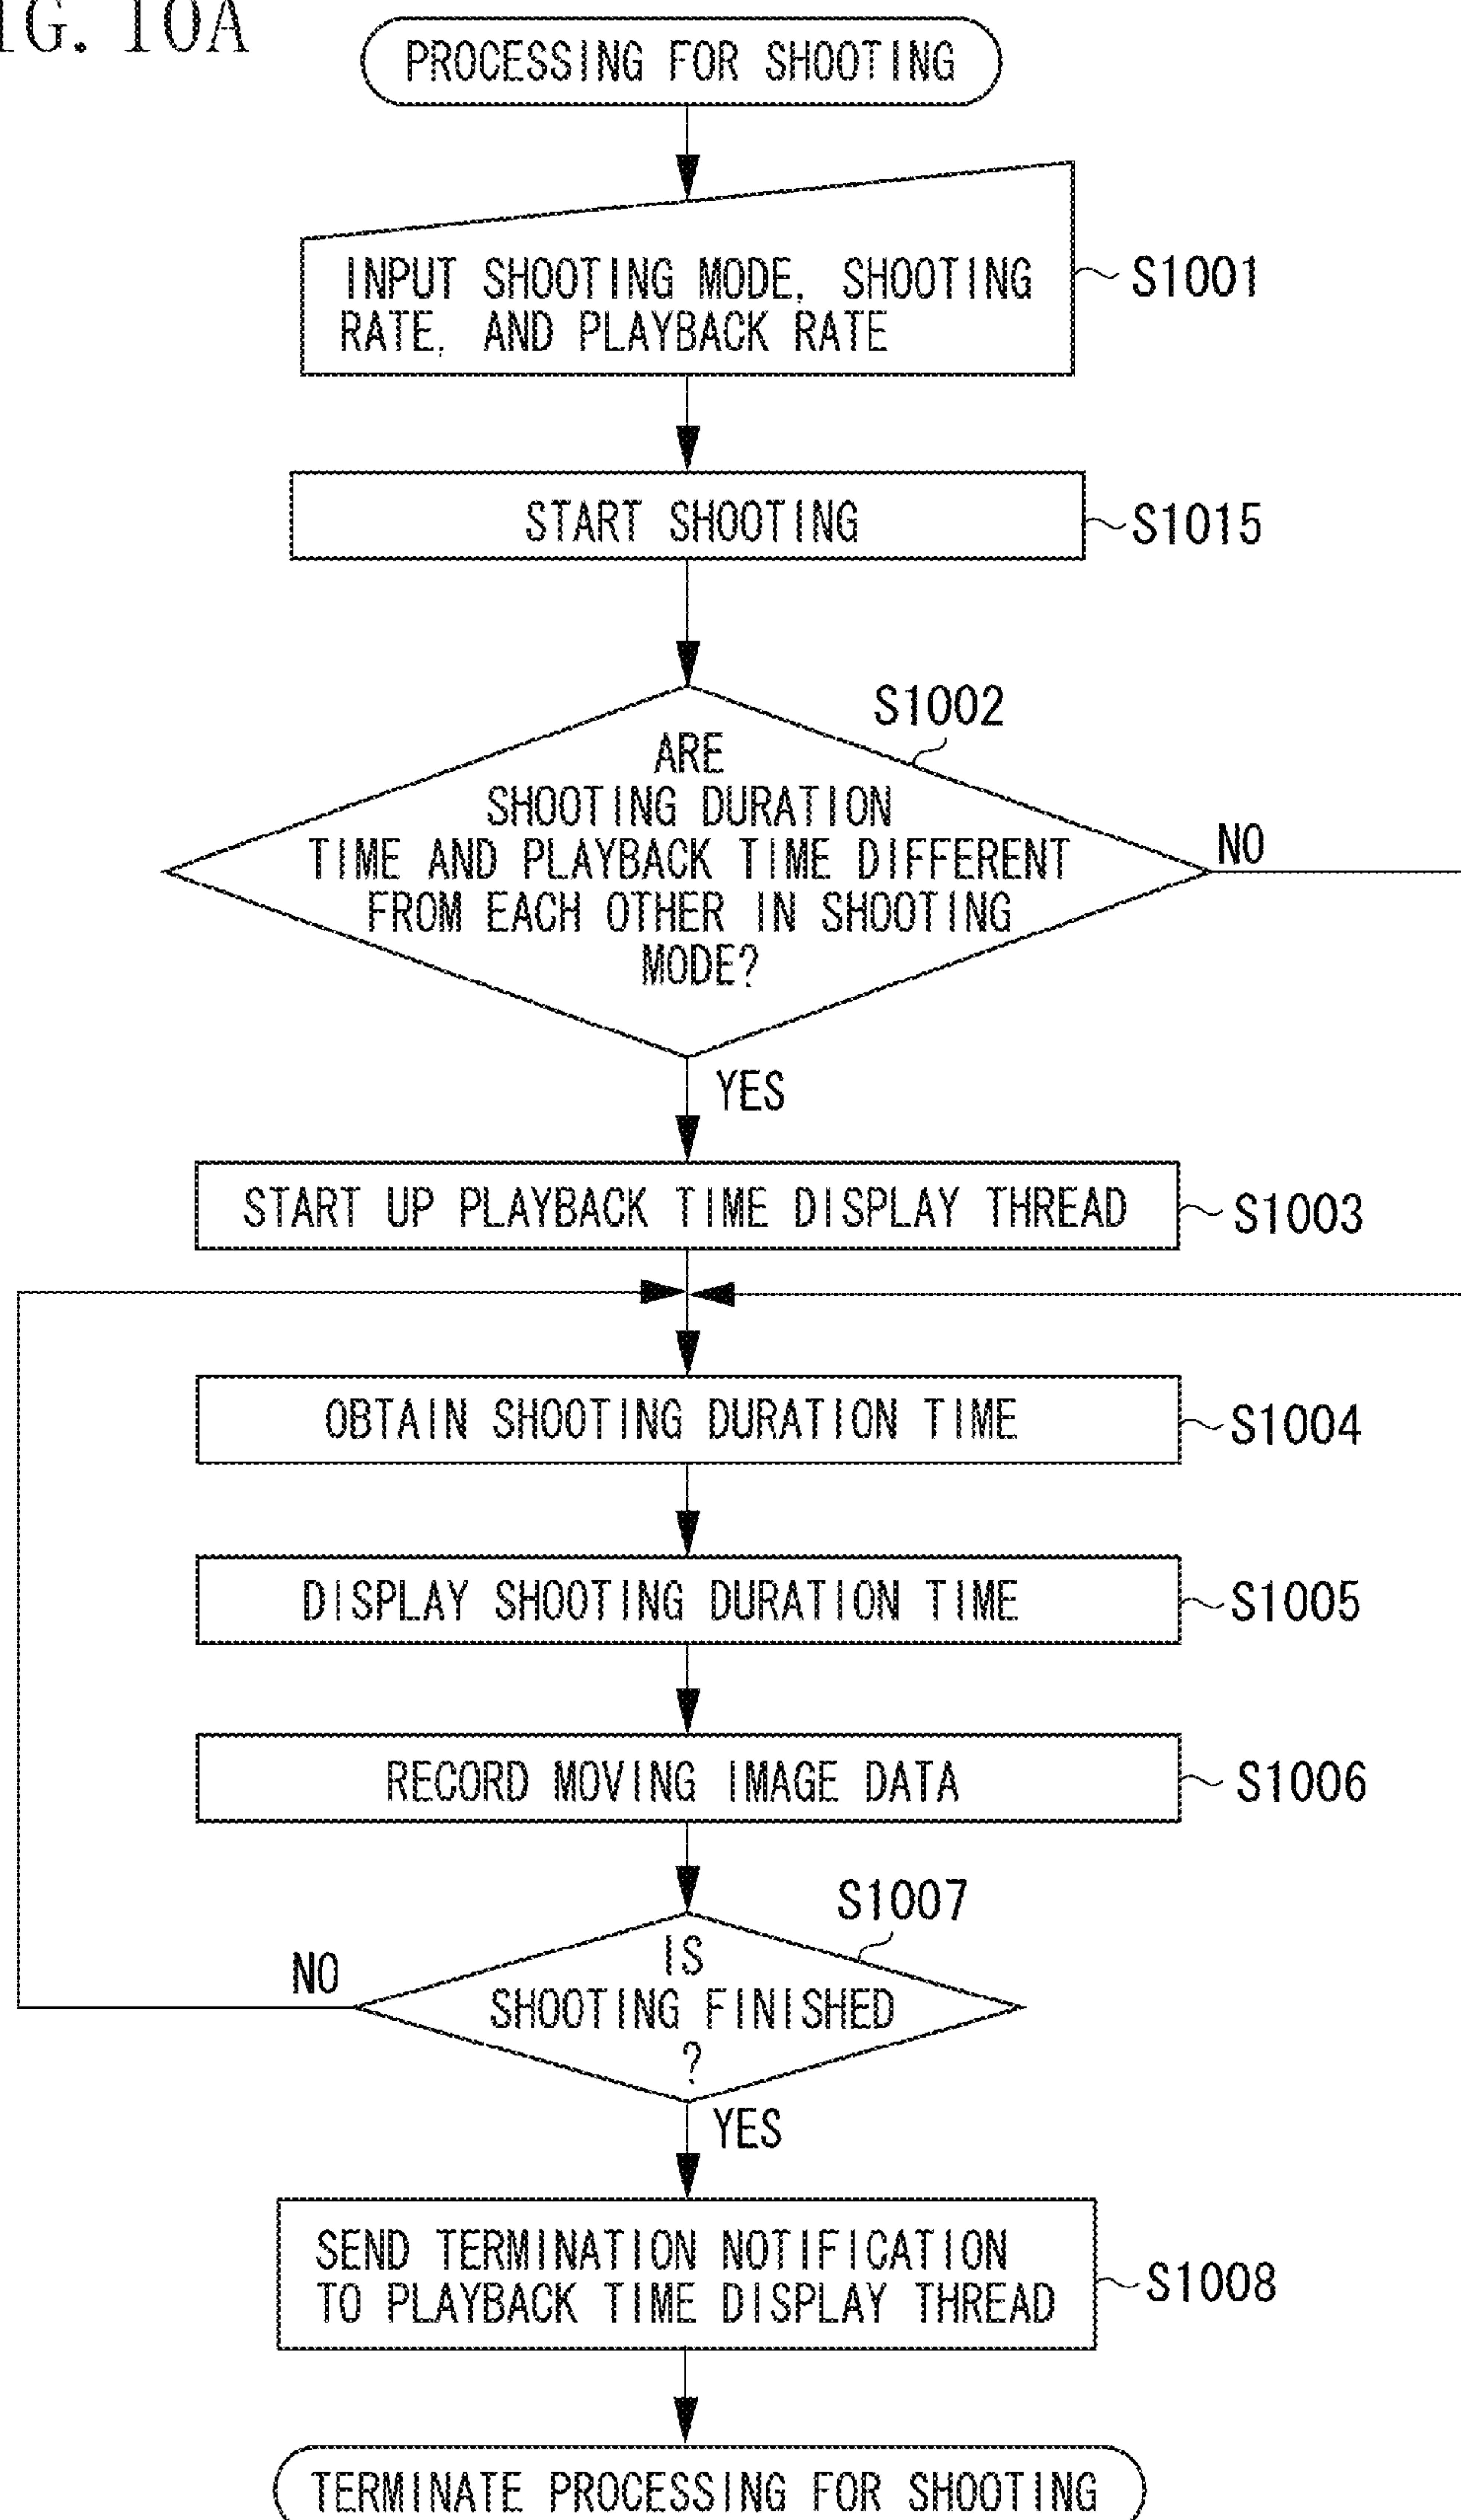 IG. 10A
PROCESSING FOR SHOOTING
INPUT SHOOTING MODE, SHOOTING
RATE, AND PLAYBACK RATE
S1001
START SHOOTING
S1015
S1002
ARE
SHOOTING DURATION
TIME AND PLAYBACK TIME DIFFERENT
FROM EACH OTHER IN SHOOTING
MODE?
NO
YES
START UP PLAYBACK TIME DISPLAY THREAD
S1003
OBTAIN SHOOTING DURATION TIME
S1004
DISPLAY SHOOTING DURATION TIME
S1005
RECORD MOVING IMAGE DATA
S1006
S1007
IS
SHOOTING FINISHED
?
NO
YES
SEND TERMINATION NOTIFICATION
TO PLAYBACK TIME DISPLAY THREAD
S1008
TERMINATE PROCESSING FOR SHOOTING